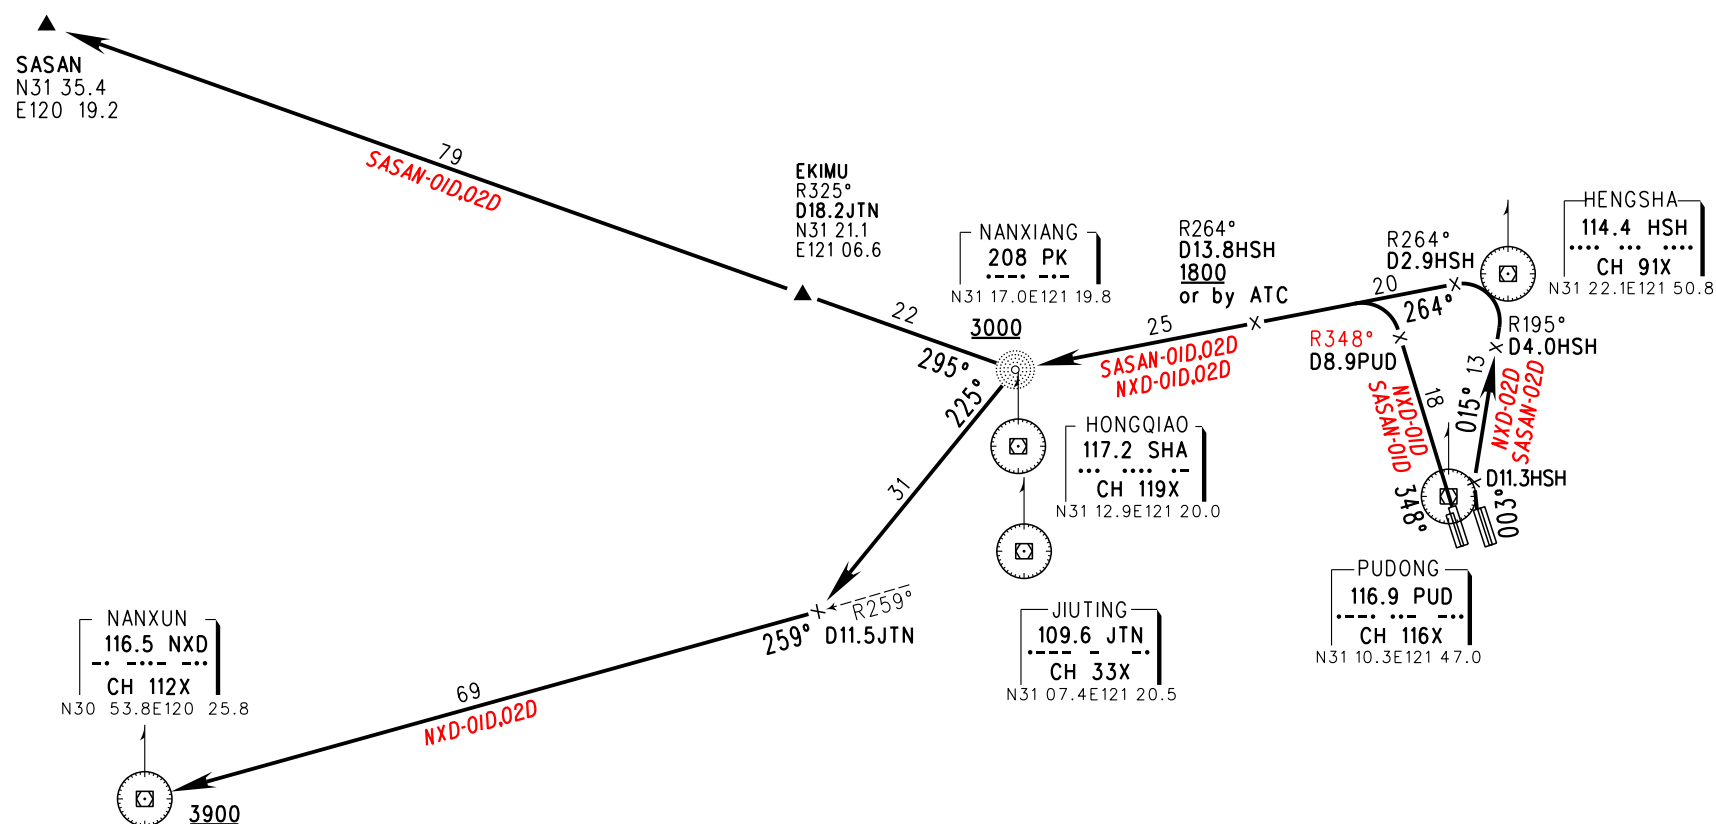 SASAN
N31 35.4
E120 19.2
79
SASAN-01D,02D
EKIMU
R325°
D18.2JTN
N31 21.1
E121 06.6
22
295°
NANXIANG
208 PK
N31 17.0E121 19.8
3000
R264°
D13.8HSH
1800
or by ATC
25
SASAN-01D,02D
NXD-01D,02D
R264°
D2.9HSH
20
264°
HENGSHA
114.4 HSH
CH 91X
N31 22.1E121 50.8
R348°
D8.9PUD
R195°
D4.0HSH
18
NXD-01D
SASAN-01D
13
015°
NXD-02D
SASAN-02D
D11.3HSH
348°
003°
225°
31
HONGQIAO
117.2 SHA
CH 119X
N31 12.9E121 20.0
PUDONG
116.9 PUD
CH 116X
N31 10.3E121 47.0
JIUTING
109.6 JTN
CH 33X
N31 07.4E121 20.5
R259°
D11.5JTN
259°
69
NXD-01D,02D
NANXUN
116.5 NXD
CH 112X
N30 53.8E120 25.8
3900